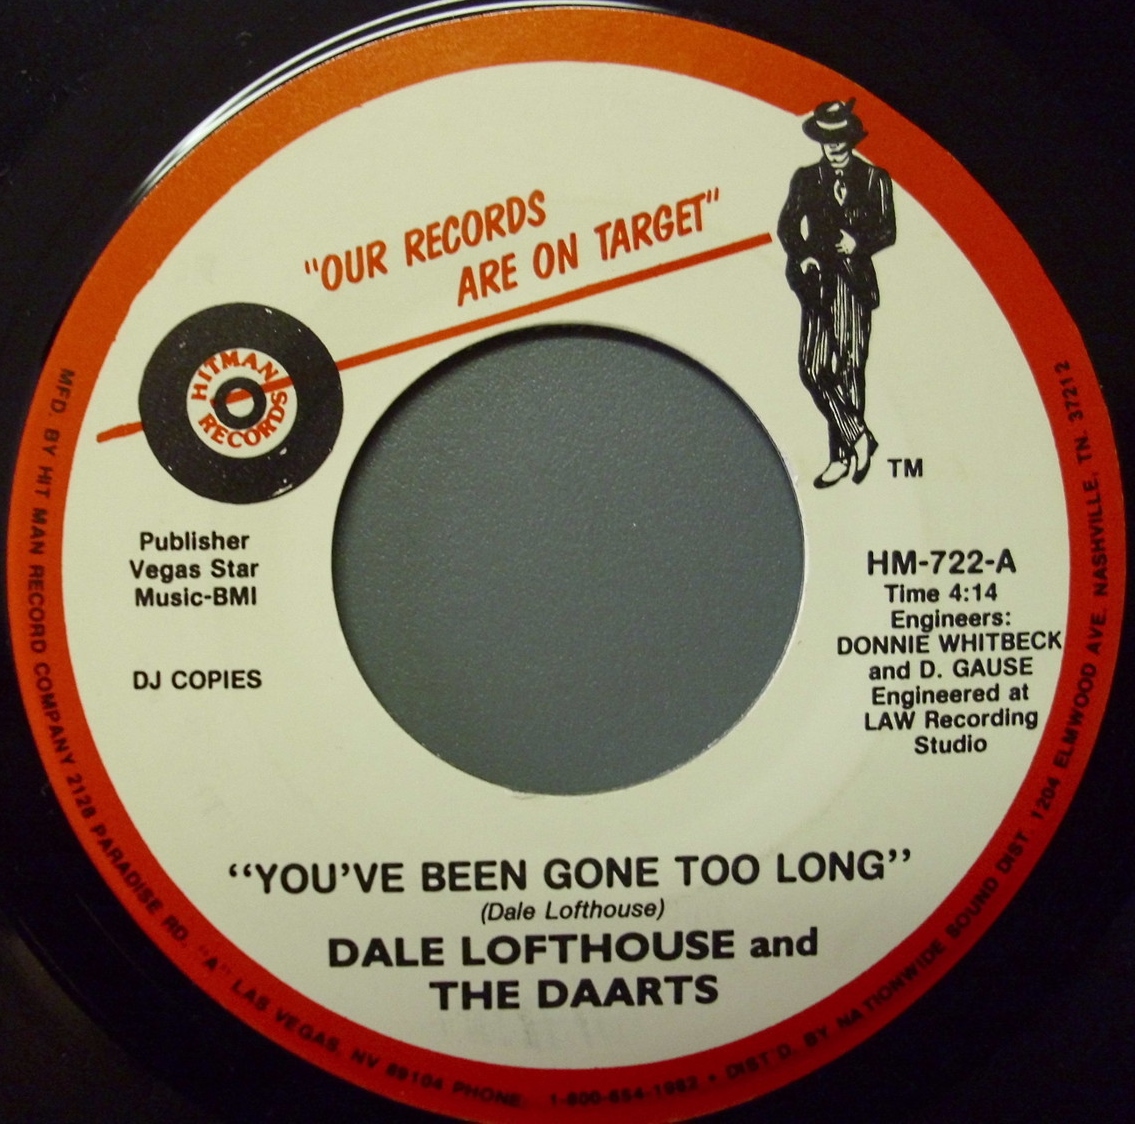 "OUR RECORDS
ARE ON TARGET"
HITMAN
RECORDS
TM
Publisher
Vegas Star
Music-BMI
DJ COPIES
HM-722-A
Time 4:14
Engineers:
DONNIE WHITBECK
and D. GAUSE
Engineered at
LAW Recording
Studio
“YOU’VE BEEN GONE TOO LONG”
(Dale Lofthouse)
DALE LOFTHOUSE and
THE DAARTS
MFD. BY HIT MAN RECORD COMPANY 2128 PARADISE RD. "A" LAS VEGAS, NV 89104 PHONE: 1-800-654-1982 • DIST'D. BY NATIONWIDE SOUND DIST. 1204 ELMWOOD AVE. NASHVILLE, TN. 37212